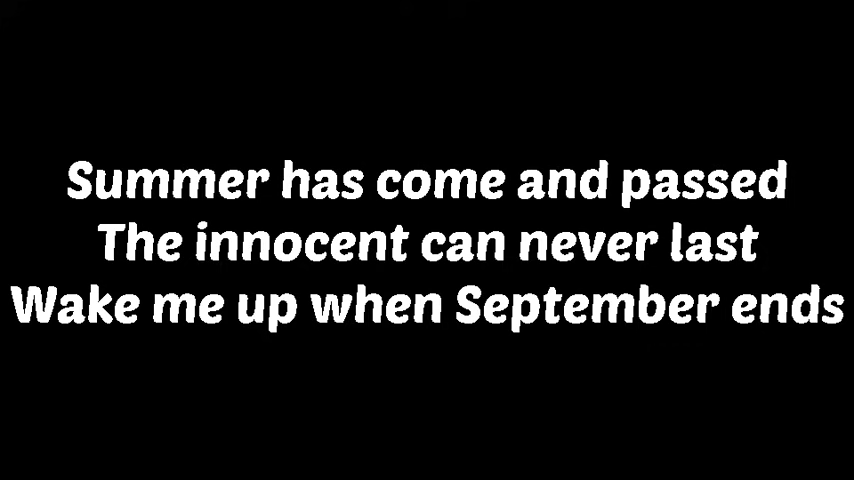 Summer has come and passed
The innocent can never last
Wake me up when September ends